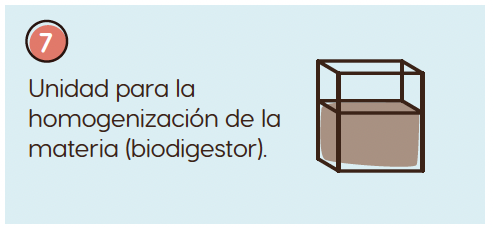 7
Unidad para la
homogenización de la
materia (biodigestor).